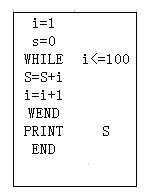 i=1
s=0
WHILE i<=100
S=S+i
i=i+1
WEND
PRINT S
END